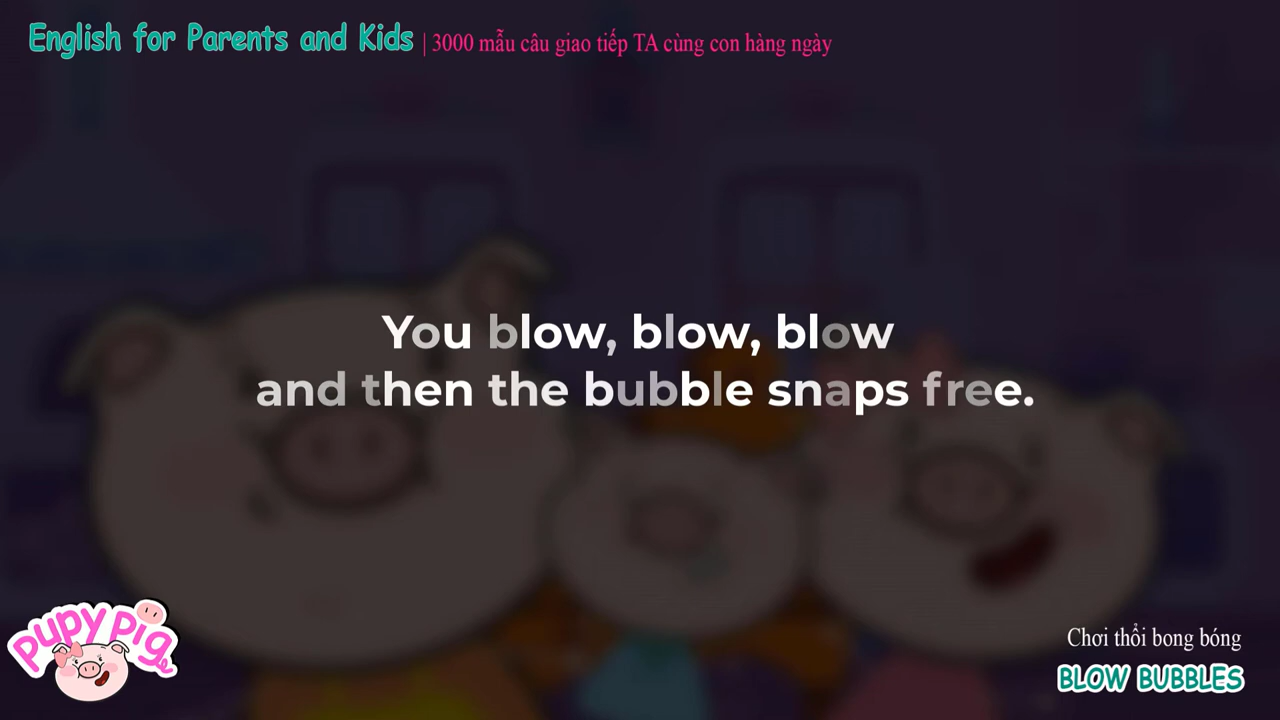 English for Parents and Kids | 3000 mẫu câu giao tiếp TA cùng con hàng ngày
You blow, blow, blow
and then the bubble snaps free.
pupy pig
Chơi thổi bong bóng
BLOW BUBBLES